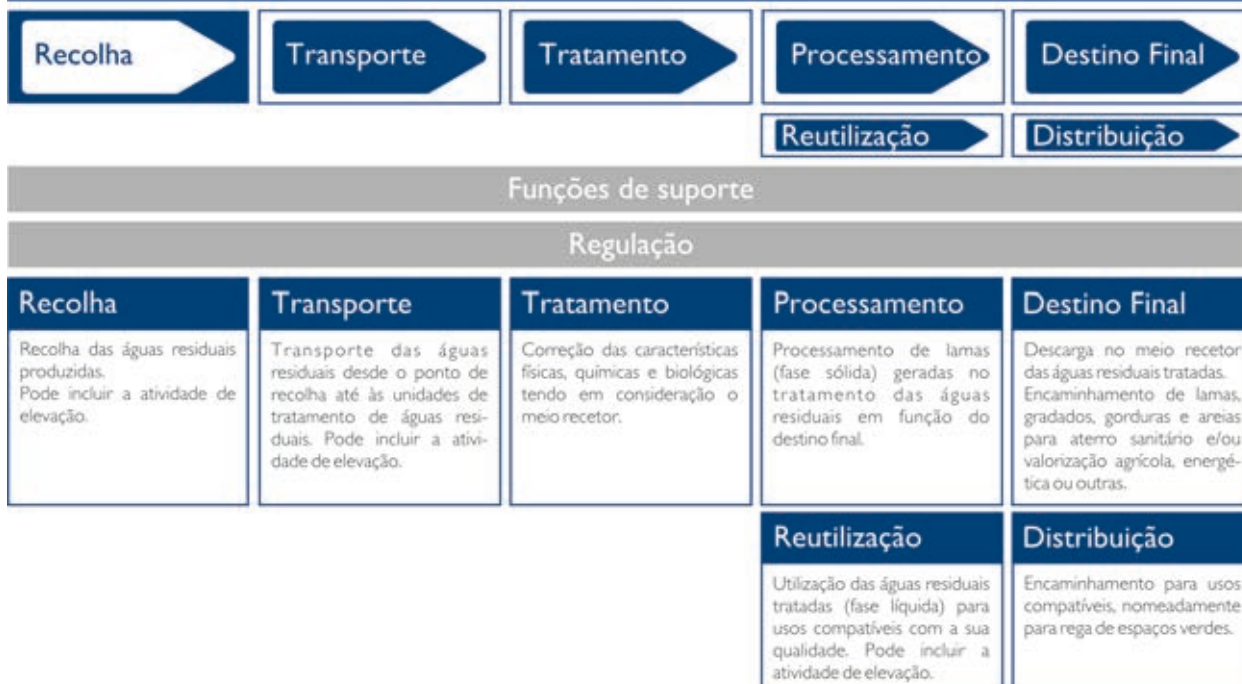 Recolha
Transporte
Tratamento
Processamento
Destino Final
Reutilização
Distribuição
Funções de suporte
Regulação
Recolha
Recolha das águas residuais
produzidas.
Pode incluir a atividade de
elevação.
Transporte
Transporte das águas
residuais desde o ponto de
recolha até às unidades de
tratamento de águas resi-
duais. Pode incluir a ativi-
dade de elevação.
Tratamento
Correção das características
físicas, químicas e biológicas
tendo em consideração o
meio recetor.
Processamento
Processamento de lamas
(fase sólida) geradas no
tratamento das águas
residuais em função do
destino final.
Destino Final
Descarga no meio recetor
das águas residuais tratadas.
Encaminhamento de lamas,
gradados, gorduras e areias
para aterro sanitário e/ou
valorização agrícola, energé-
tica ou outras.
Reutilização
Utilização das águas residuais
tratadas (fase líquida) para
usos compatíveis com a sua
qualidade. Pode incluir a
atividade de elevação.
Distribuição
Encaminhamento para usos
compatíveis, nomeadamente
para rega de espaços verdes.